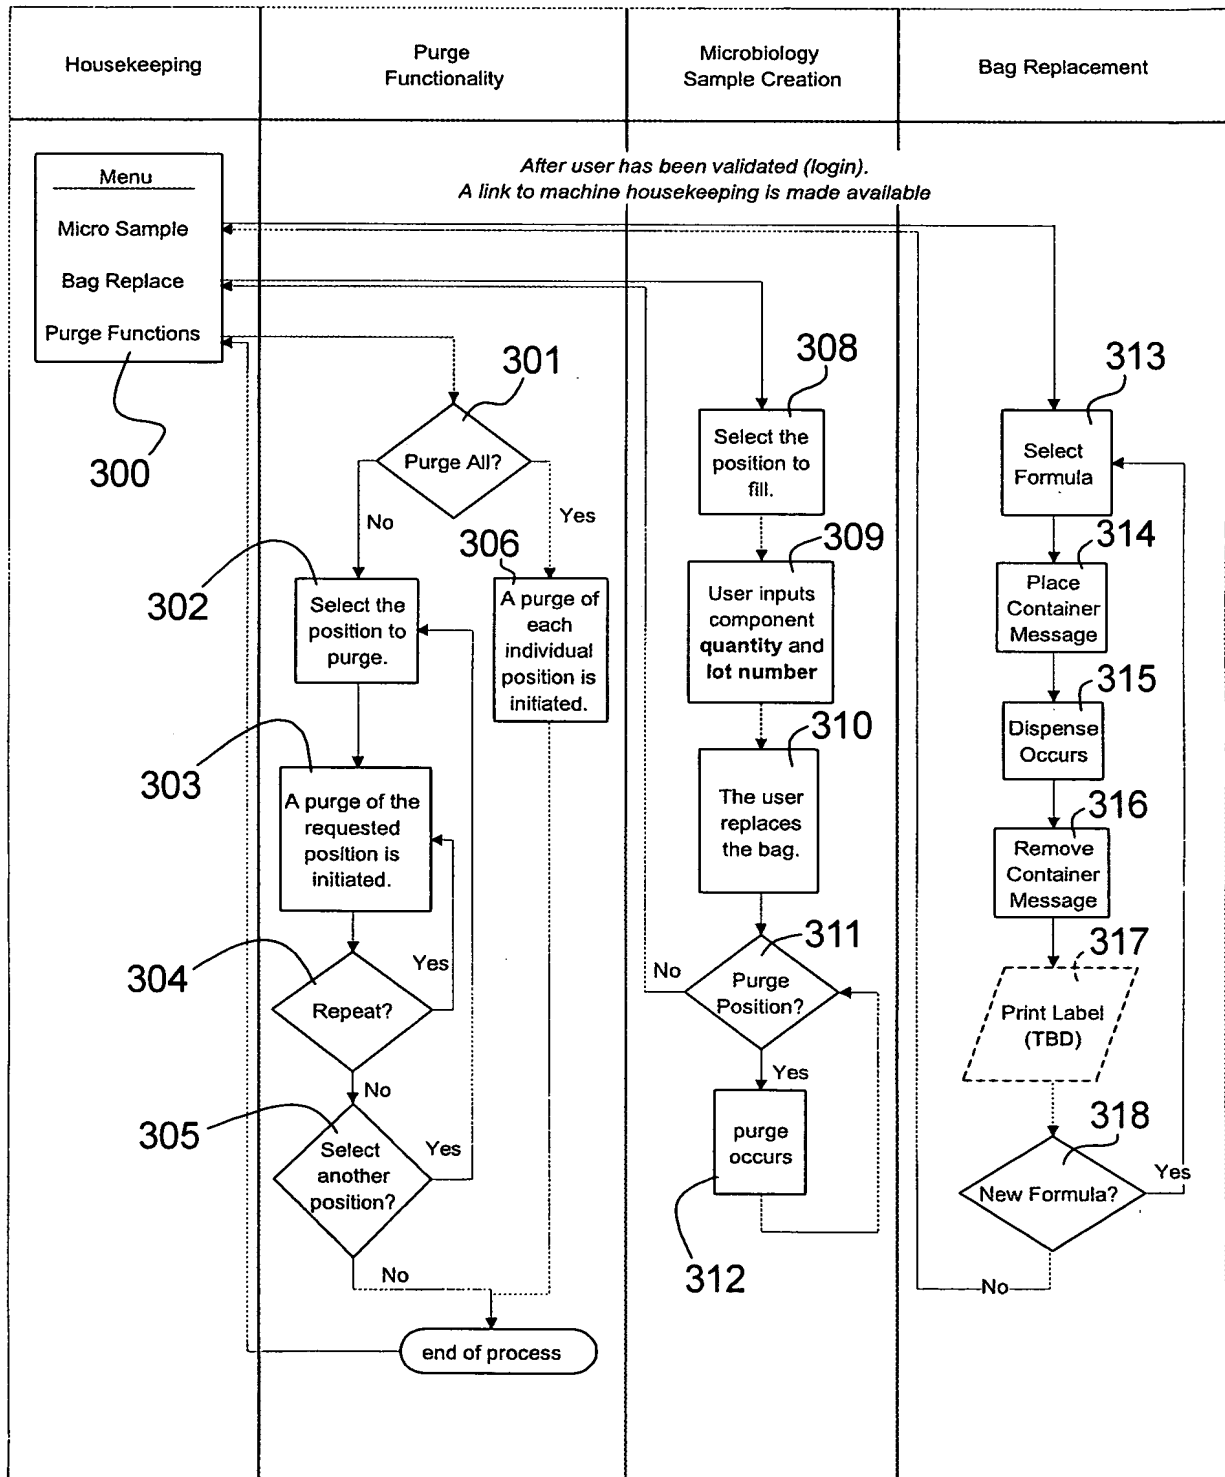 Housekeeping
Purge
Functionality
Microbiology
Sample Creation
Bag Replacement
After user has been validated (login).
A link to machine housekeeping is made available
Menu
Micro Sample
Bag Replace
Purge Functions
300
301
Purge All?
No
Yes
302
Select the
position to
purge.
306
A purge of
each
individual
position is
initiated.
303
A purge of the
requested
position is
initiated.
304
Repeat?
Yes
No
305
Select
another
position?
Yes
No
end of process
308
Select the
position to
fill.
309
User inputs
component
quantity and
lot number
310
The user
replaces
the bag.
311
Purge
Position?
No
Yes
purge
occurs
312
313
Select
Formula
314
Place
Container
Message
315
Dispense
Occurs
316
Remove
Container
Message
317
Print Label
(TBD)
318
New Formula?
Yes
No